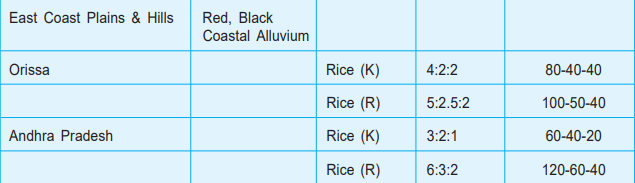 East Coast Plains & Hills Red, Black
Coastal Alluvium
Orissa Rice (K) 4:2:2 80-40-40
Rice (R) 5:2.5:2 100-50-40
Andhra Pradesh Rice (K) 3:2:1 60-40-20
Rice (R) 6:3:2 120-60-40